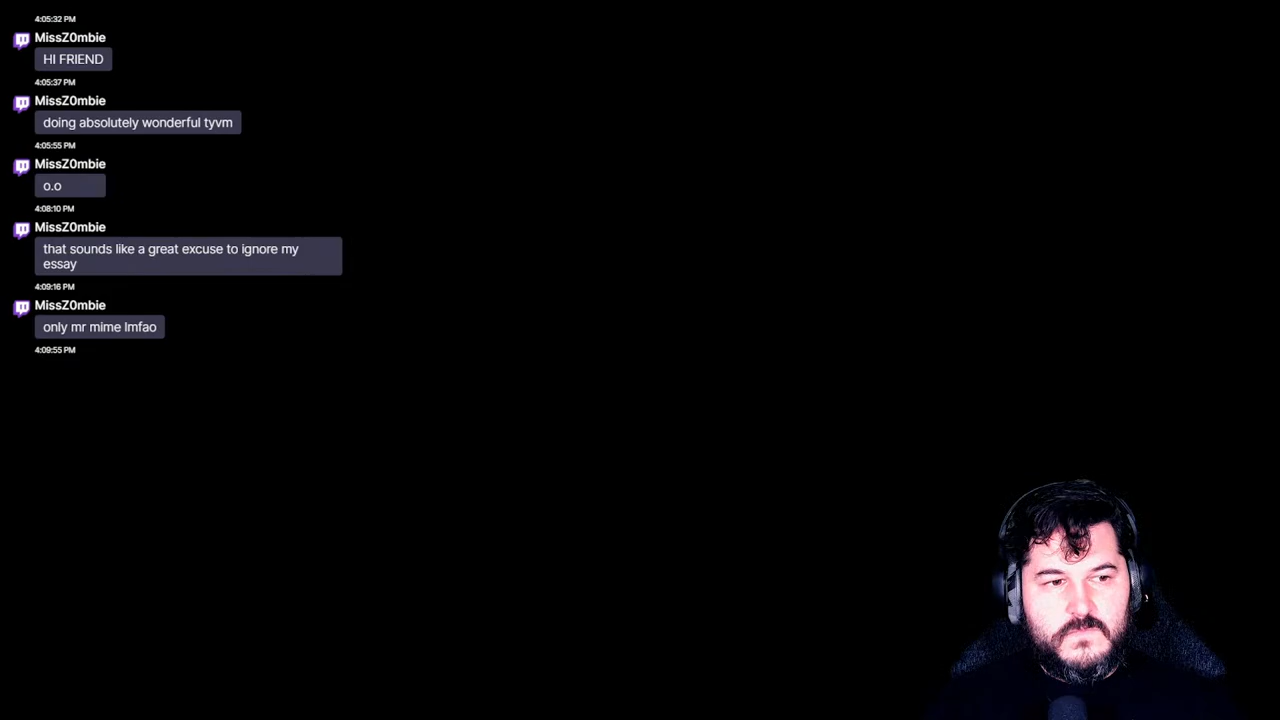 4:05:32 PM
MissZ0mbie
HI FRIEND
4:05:37 PM
MissZ0mbie
doing absolutely wonderful tyvm
4:05:55 PM
MissZ0mbie
o.o
4:08:10 PM
MissZ0mbie
that sounds like a great excuse to ignore my
essay
4:09:16 PM
MissZ0mbie
only mr mime lmfao
4:09:55 PM